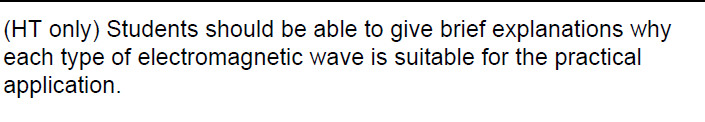 (HT only) Students should be able to give brief explanations why
each type of electromagnetic wave is suitable for the practical
application.